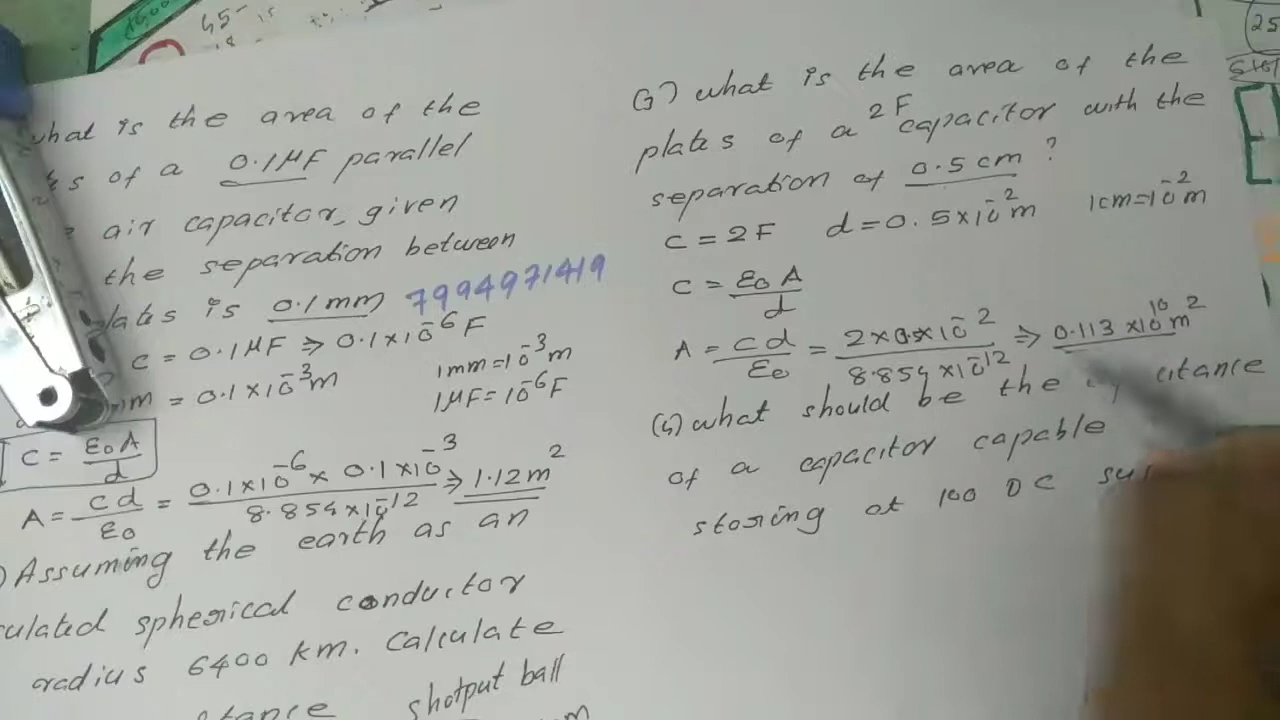 45
what is the area of the
of a 0.1 μF parallel
air capacitor, given
the separation between
plates is 0.1mm 7994971419
C = 0.1μF ⇒ 0.1×10⁻⁶ F
m = 0.1×10⁻³m 1mm=10⁻³m
1μF=10⁻⁶F
C = ε₀A/d
A = cd/ε₀ = 0.1×10⁻⁶ × 0.1×10⁻³ / 8.854×10⁻¹² ⇒ 1.12m²
Assuming the earth as an
spherical conductor
radius 6400 km. calculate
shotput ball
m
(3) what is the area of the
plates of a 2F capacitor with the
separation of 0.5 cm ?
C = 2F d = 0.5×10⁻²m 1cm=10⁻²m
C = ε₀ A/d
A = cd/ε₀ = 2×0.5×10⁻² / 8.854×10⁻¹² ⇒ 0.113 ×10¹⁰m²
(4) what should be the
of a capacitor capable
storing at 100 DC
25